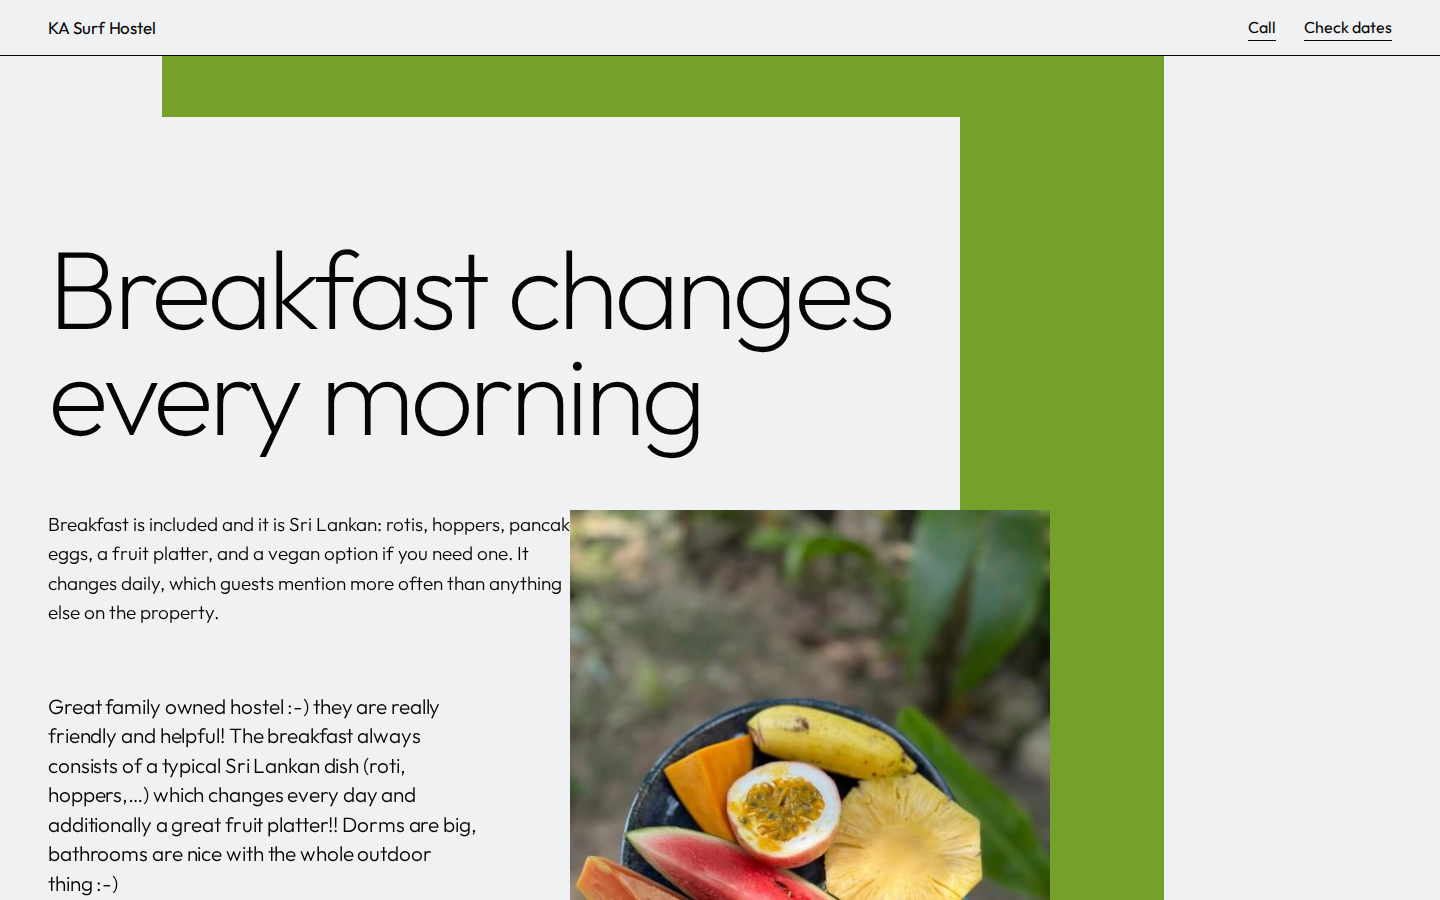 KA Surf Hostel
Call
Check dates
Breakfast changes
every morning
Breakfast is included and it is Sri Lankan: rotis, hoppers, pancak
eggs, a fruit platter, and a vegan option if you need one. It
changes daily, which guests mention more often than anything
else on the property.
Great family owned hostel :-) they are really
friendly and helpful! The breakfast always
consists of a typical Sri Lankan dish (roti,
hoppers,...) which changes every day and
additionally a great fruit platter!! Dorms are big,
bathrooms are nice with the whole outdoor
thing :-)